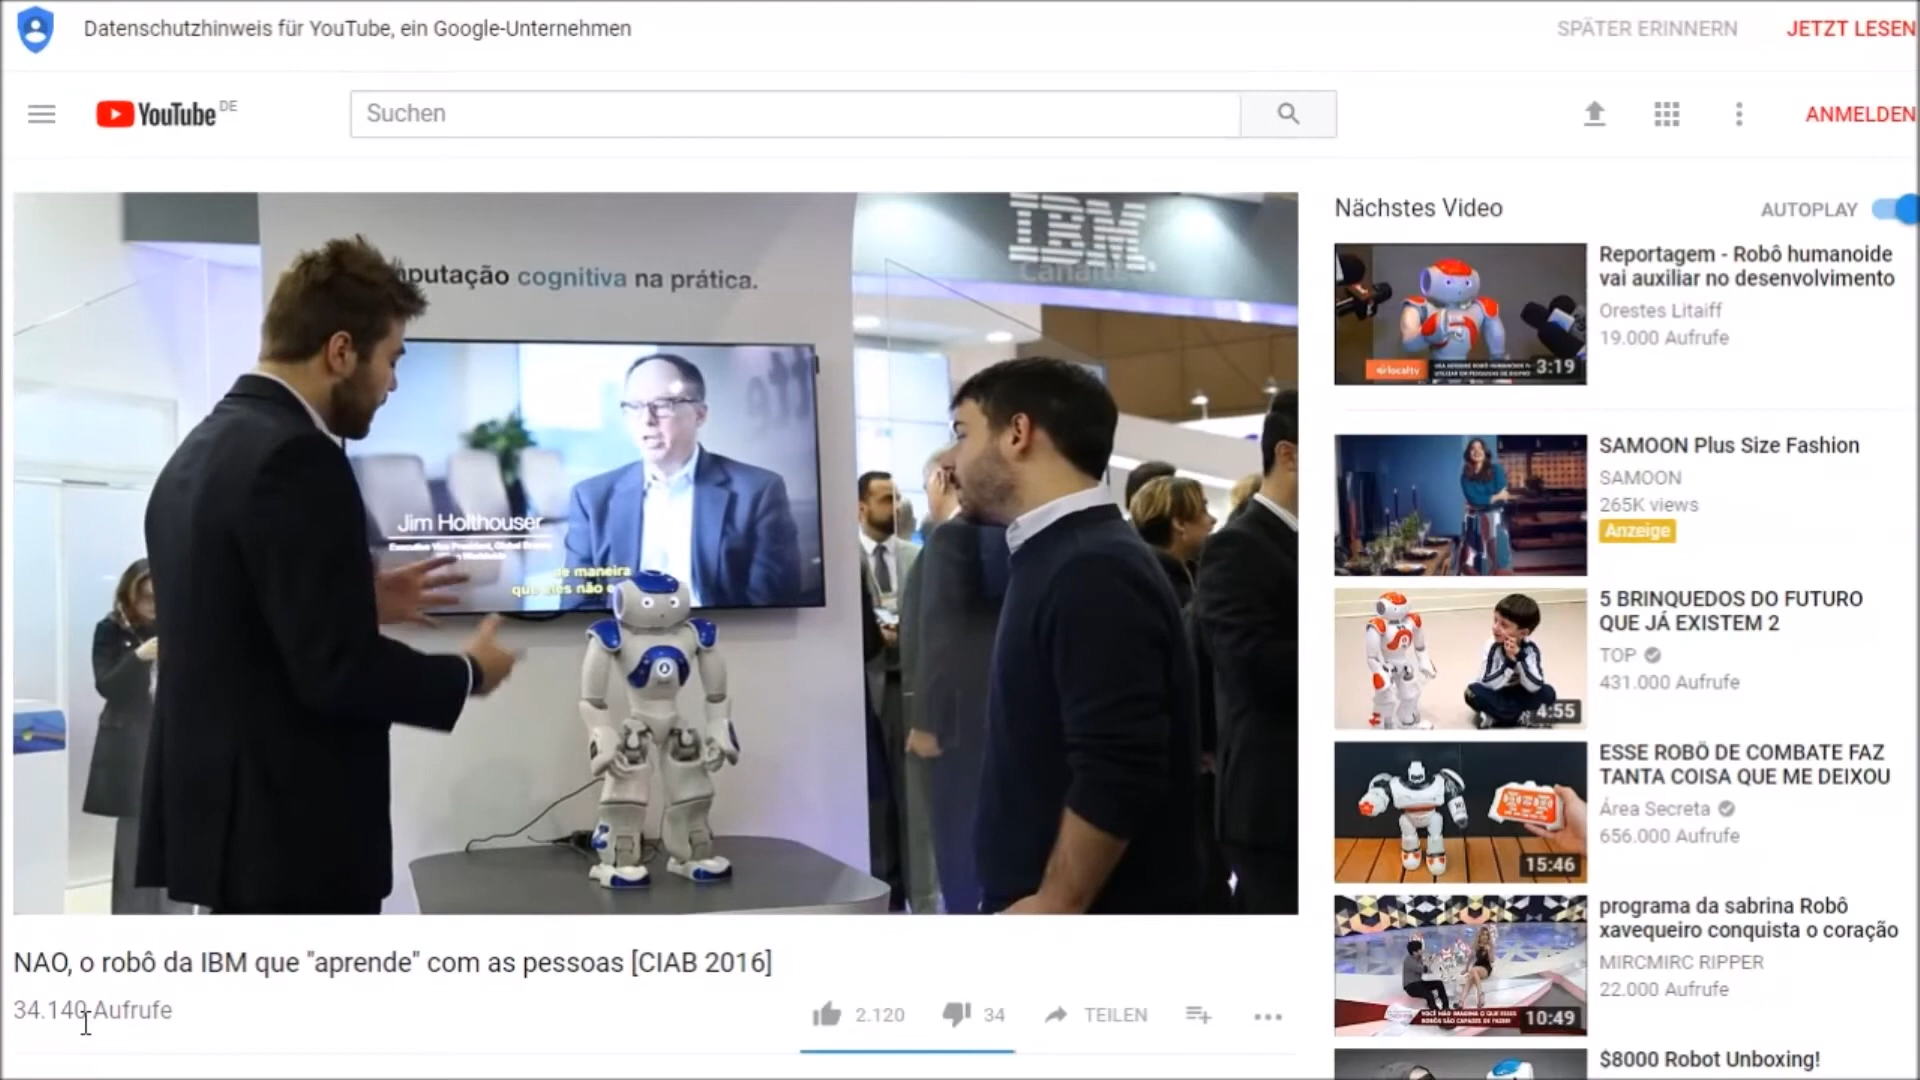 Datenschutzhinweis für YouTube, ein Google-Unternehmen
SPÄTER ERINNERN
JETZT LESEN
YouTube DE
Suchen
ANMELDEN
IBM
mputação cognitiva na prática.
Jim Holthouser
de maneira
Nächstes Video
AUTOPLAY
Reportagem - Robô humanoide
vai auxiliar no desenvolvimento
Orestes Litaiff
19.000 Aufrufe
localtv
3:19
SAMOON Plus Size Fashion
SAMOON
265K views
Anzeige
5 BRINQUEDOS DO FUTURO
QUE JÁ EXISTEM 2
TOP
431.000 Aufrufe
4:55
ESSE ROBÔ DE COMBATE FAZ
TANTA COISA QUE ME DEIXOU
Área Secreta
656.000 Aufrufe
15:46
programa da sabrina Robô
xavequeiro conquista o coração
MIRCMIRC RIPPER
22.000 Aufrufe
10:49
$8000 Robot Unboxing!
NAO, o robô da IBM que "aprende" com as pessoas [CIAB 2016]
34.140 Aufrufe
2.120
34
TEILEN